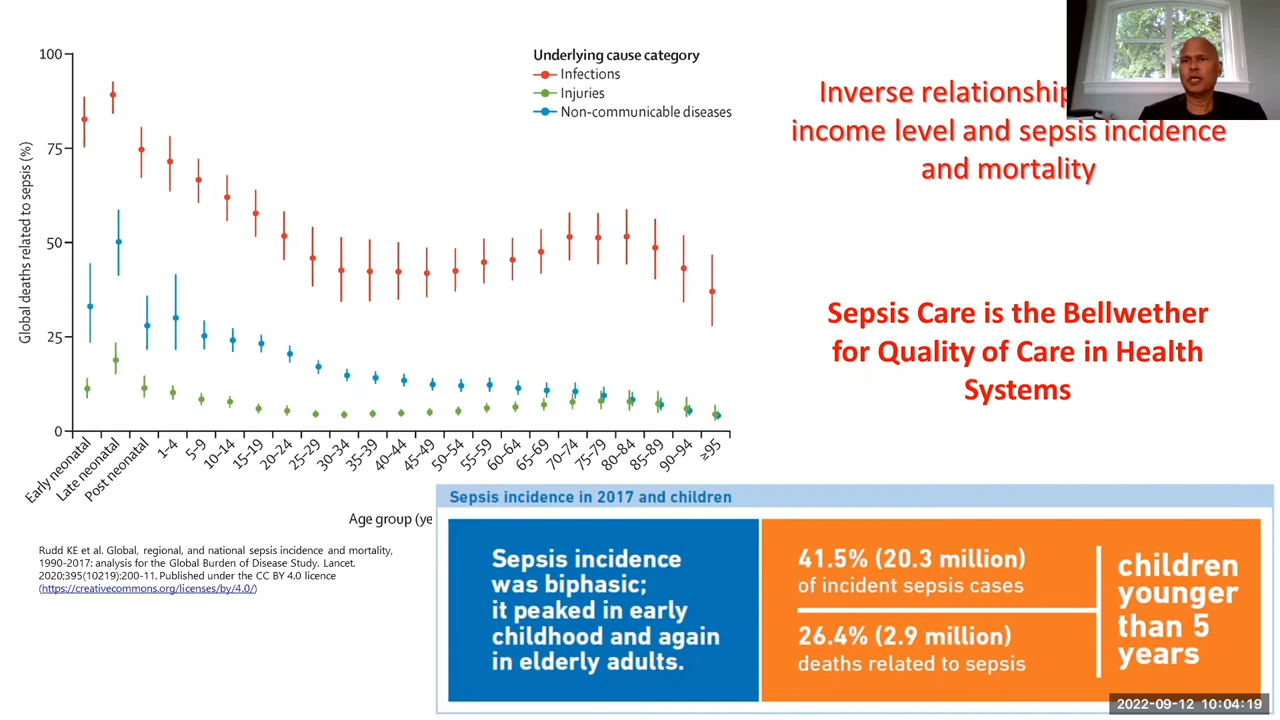 100
75
50
25
0
Global deaths related to sepsis (%)
Underlying cause category
Infections
Injuries
Non-communicable diseases
Early neonatal
Late neonatal
Post neonatal
1–4
5–9
10–14
15–19
20–24
25–29
30–34
35–39
40–44
45–49
50–54
55–59
60–64
65–69
70–74
75–79
80–84
85–89
90–94
≥95
Age group (ye
Inverse relationship
income level and sepsis incidence
and mortality
Sepsis Care is the Bellwether
for Quality of Care in Health
Systems
Rudd KE et al. Global, regional, and national sepsis incidence and mortality,
1990-2017: analysis for the Global Burden of Disease Study. Lancet.
2020;395(10219):200-11. Published under the CC BY 4.0 licence
(https://creativecommons.org/licenses/by/4.0/)
Sepsis incidence in 2017 and children
Sepsis incidence
was biphasic;
it peaked in early
childhood and again
in elderly adults.
41.5% (20.3 million)
of incident sepsis cases
26.4% (2.9 million)
deaths related to sepsis
children
younger
than 5
years
2022-09-12 10:04:19